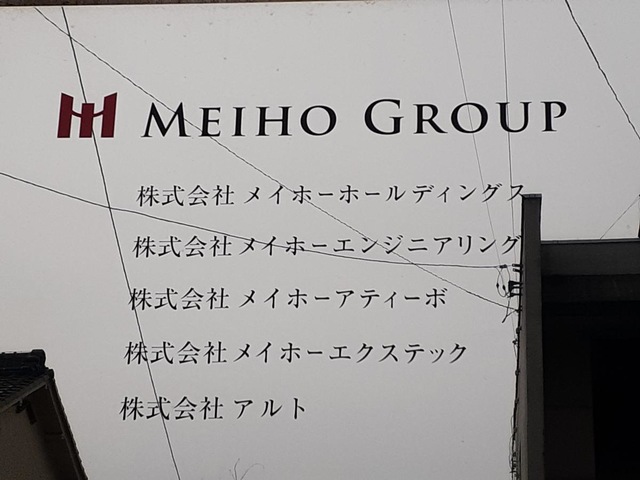 MEIHO GROUP
株式会社 メイホーホールディングス
株式会社 メイホーエンジニアリング
株式会社 メイホーアティーボ
株式会社 メイホーエクステック
株式会社 アルト